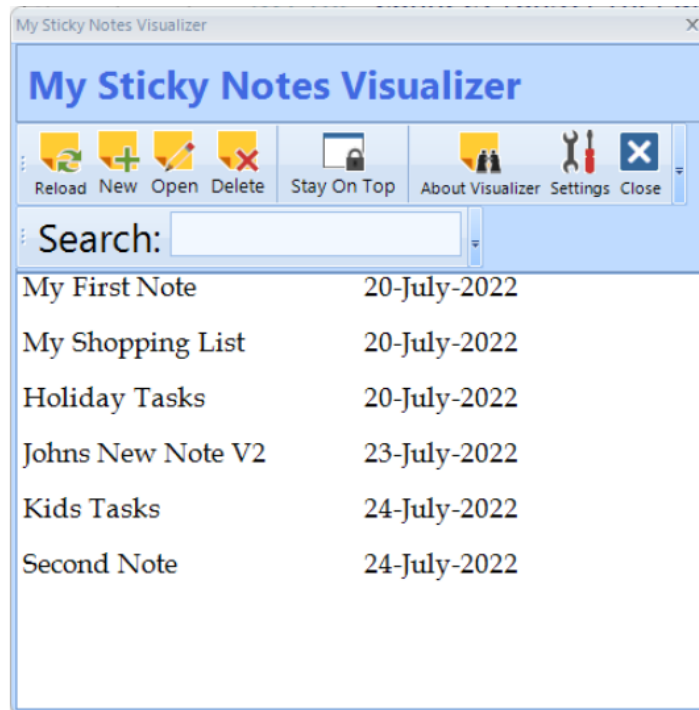 My Sticky Notes Visualizer
My Sticky Notes Visualizer
Reload New Open Delete Stay On Top About Visualizer Settings Close
Search:
My First Note 20-July-2022
My Shopping List 20-July-2022
Holiday Tasks 20-July-2022
Johns New Note V2 23-July-2022
Kids Tasks 24-July-2022
Second Note 24-July-2022